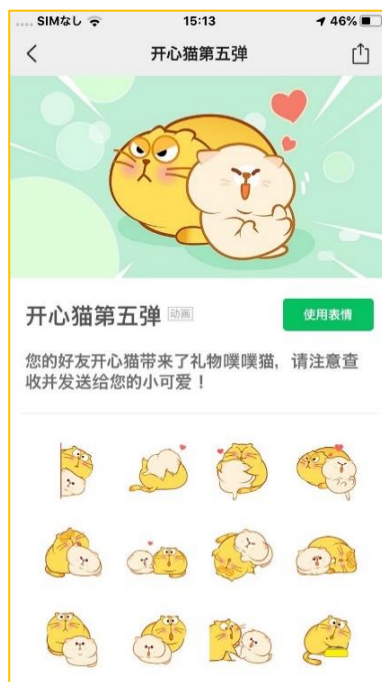 SIMなし 15:13 46%
开心猫第五弹
开心猫第五弹 动画 使用表情
您的好友开心猫带来了礼物噗噗猫，请注意查
收并发送给您的小可爱！